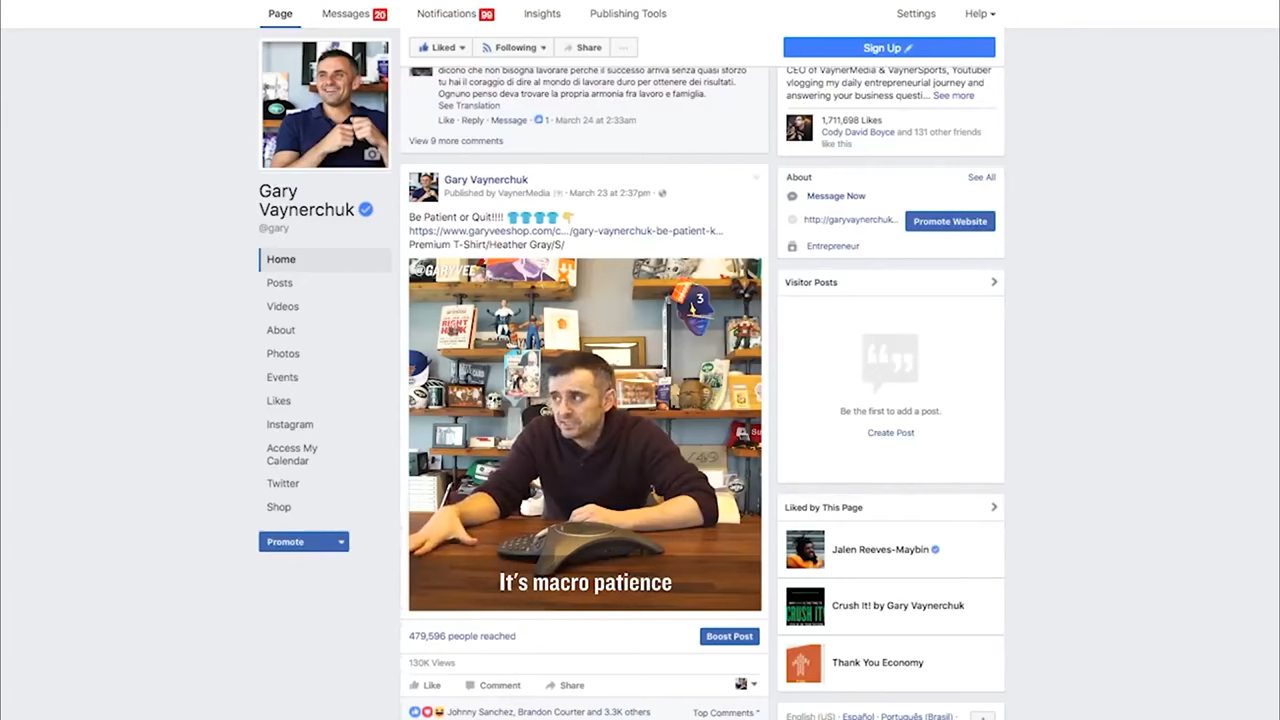 Page
Messages 20
Notifications 99
Insights
Publishing Tools
Settings
Help
Liked
Following
Share
...
Sign Up
Gary
Vaynerchuk
@gary
Home
Posts
Videos
About
Photos
Events
Likes
Instagram
Access My
Calendar
Twitter
Shop
Promote
dicono che non bisogna lavorare perche il successo arriva senza quasi sforzo
tu hai il coraggio di dire al mondo di lavorare duro per ottenere dei risultati.
Ognuno penso deva trovare la propria armonia fra lavoro e famiglia.
See Translation
Like · Reply · Message · 1 · March 24 at 2:33am
View 9 more comments
Gary Vaynerchuk
Published by VaynerMedia [?] · March 23 at 2:37pm ·
Be Patient or Quit!!!! 👕👕👕👕 👇
https://www.garyveeshop.com/c.../gary-vaynerchuk-be-patient-k...
Premium T-Shirt/Heather Gray/S/
@GARYVEE
RIGHT
HOOK
3
It's macro patience
479,596 people reached
Boost Post
130K Views
Like
Comment
Share
Johnny Sanchez, Brandon Courter and 3.3K others
Top Comments
CEO of VaynerMedia & VaynerSports, Youtuber
vlogging my daily entrepreneurial journey and
answering your business questi... See more
1,711,698 Likes
Cody David Boyce and 131 other friends
like this
About
See All
Message Now
http://garyvaynerchuk...
Promote Website
Entrepreneur
Visitor Posts
Be the first to add a post.
Create Post
Liked by This Page
Jalen Reeves-Maybin
CRUSH IT!
Crush It! by Gary Vaynerchuk
Thank You Economy
English (US) · Español · Português (Brasil) ·